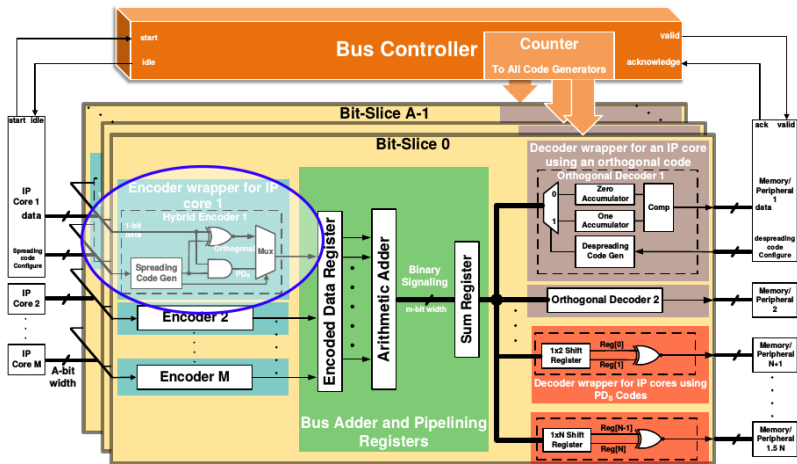 start
idle
Bus Controller
Counter
To All Code Generators
valid
acknowledge
Bit-Slice A-1
Bit-Slice 0
start idle
IP
Core 1
data
Spreading
code
Configure
IP
Core 2
IP
Core M
A-bit
width
Encoder wrapper for IP
core 1
Hybrid Encoder 1
1-bit
data
Orthogonal
Spreading
Code Gen
PDS
Mux
Encoder 2
Encoder M
Encoded Data Register
Arithmetic Adder
Binary
Signaling
m-bit width
Sum Register
Bus Adder and Pipelining
Registers
Decoder wrapper for an IP core
using an orthogonal code
Orthogonal Decoder 1
0
1
Zero
Accumulator
One
Accumulator
Comp
Despreading
Code Gen
Orthogonal Decoder 2
1x2 Shift
Register
Reg[0]
Reg[1]
Decoder wrapper for IP cores using
PDS Codes
1xN Shift
Register
Reg[N-1]
Reg[N]
ack valid
Memory/
Peripheral
1
data
despreading
code
Configure
Memory/
Peripheral
2
Memory/
Peripheral
N+1
Memory/
Peripheral
1.5 N